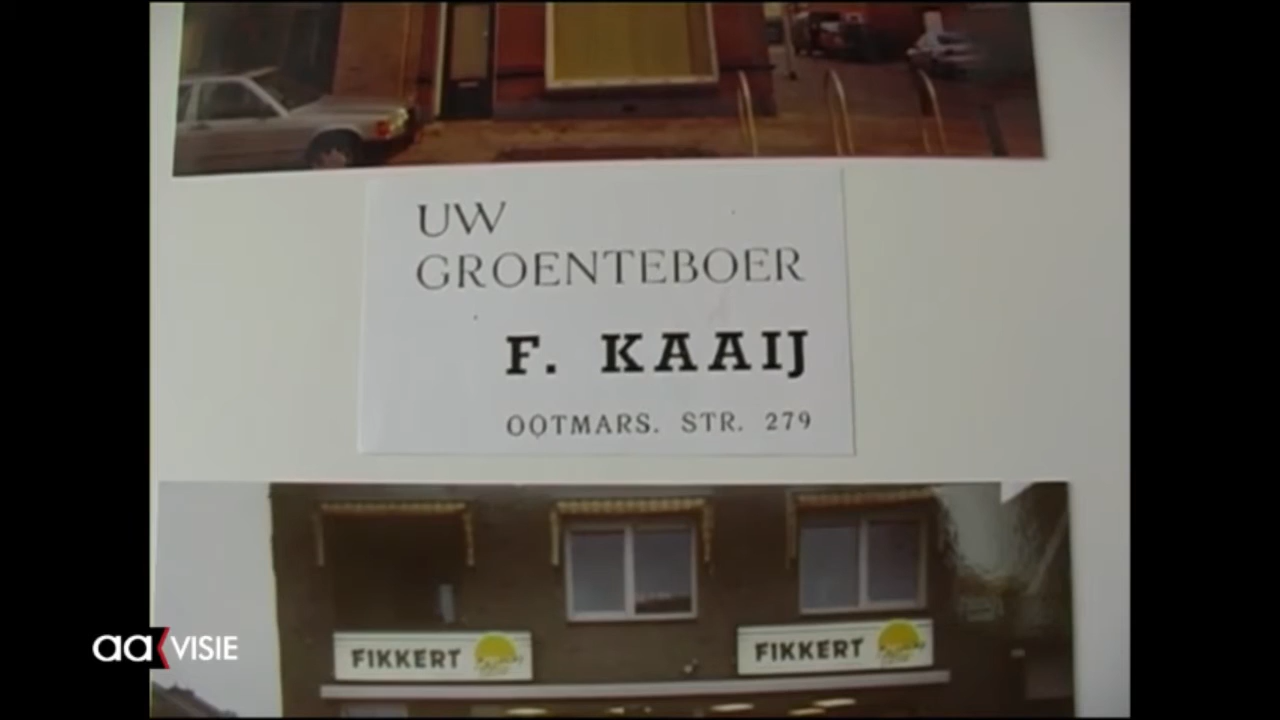 UW
GROENTEBOER
F. KAAIJ
OOTMARS. STR. 279
FIKKERT
FIKKERT
aa VISIE